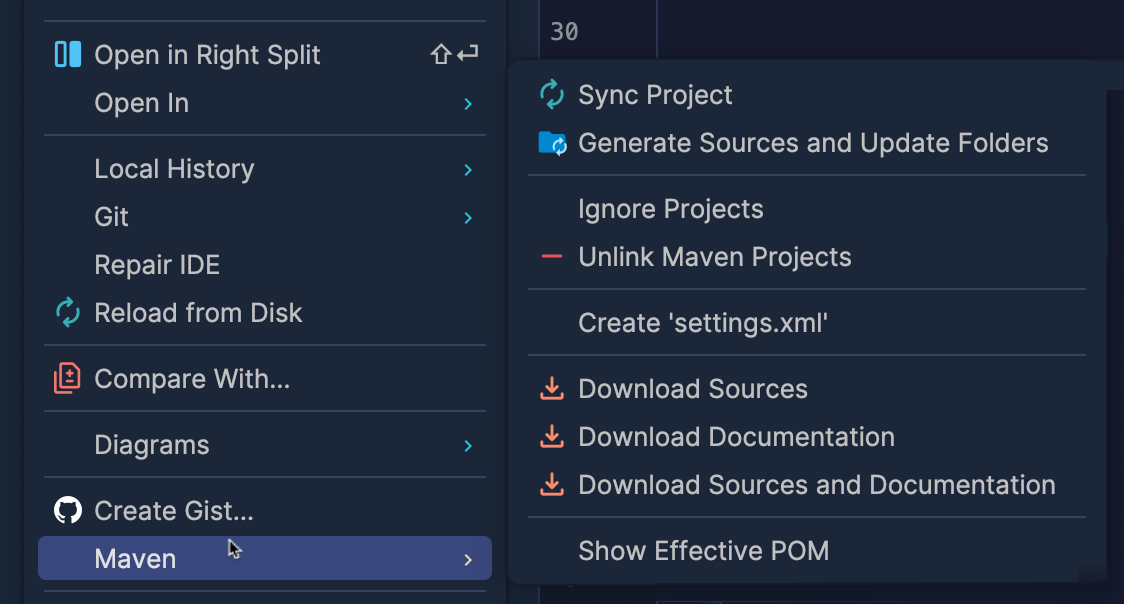 Open in Right Split ⇧⏎
Open In
Local History
Git
Repair IDE
Reload from Disk
Compare With...
Diagrams
Create Gist...
Maven
30
Sync Project
Generate Sources and Update Folders
Ignore Projects
Unlink Maven Projects
Create 'settings.xml'
Download Sources
Download Documentation
Download Sources and Documentation
Show Effective POM